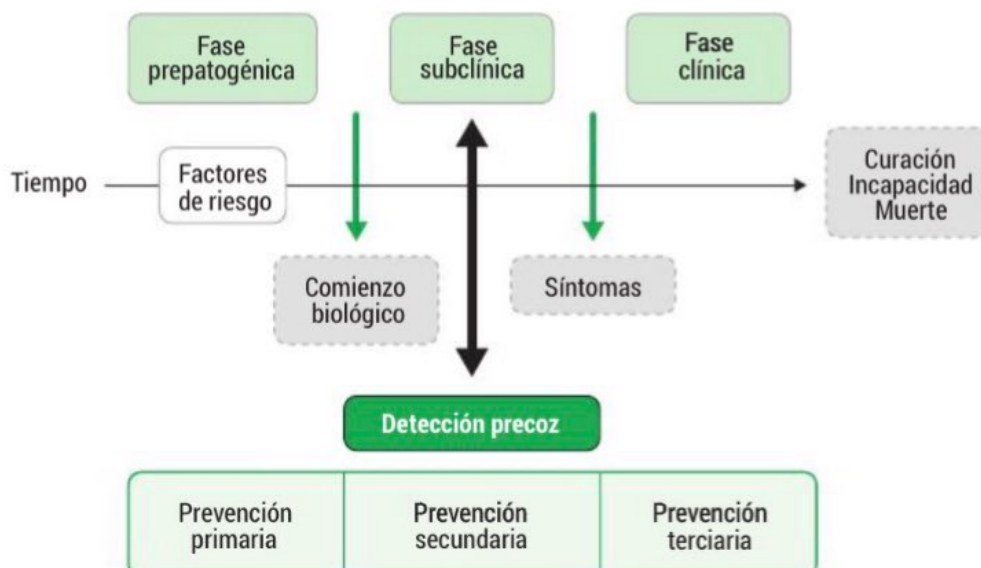 Fase
prepatogénica
Fase
subclínica
Fase
clínica
Tiempo
Factores
de riesgo
Curación
Incapacidad
Muerte
Comienzo
biológico
Síntomas
Detección precoz
Prevención
primaria
Prevención
secundaria
Prevención
terciaria